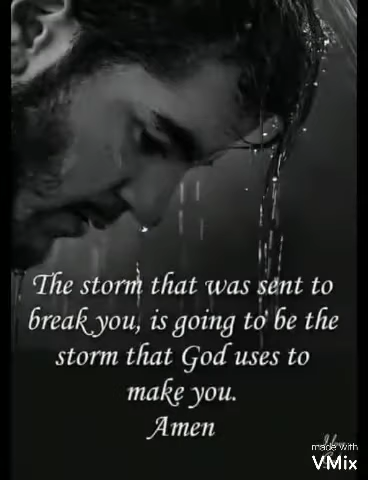 The storm that was sent to
break you, is going to be the
storm that God uses to
make you.
Amen
made with
VMix